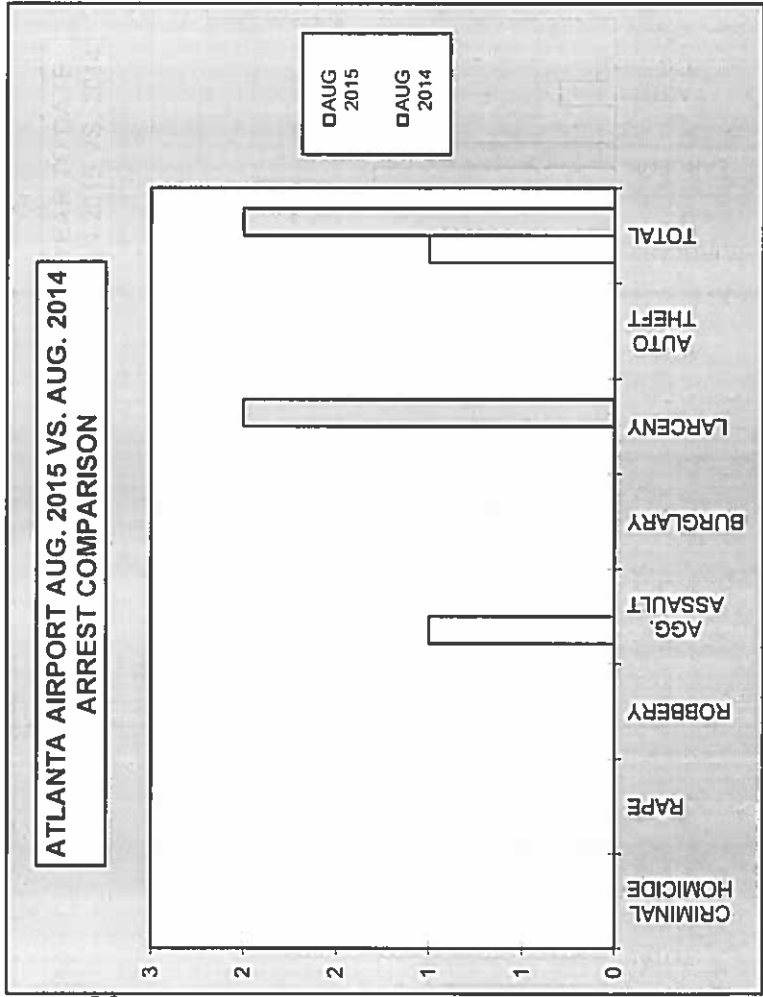 ATLANTA AIRPORT AUG. 2015 VS. AUG. 2014
ARREST COMPARISON
3
2
2
1
1
0
CRIMINAL
HOMICIDE
RAPE
ROBBERY
AGG.
ASSAULT
BURGLARY
LARCENY
AUTO
THEFT
TOTAL
AUG
2015
AUG
2014